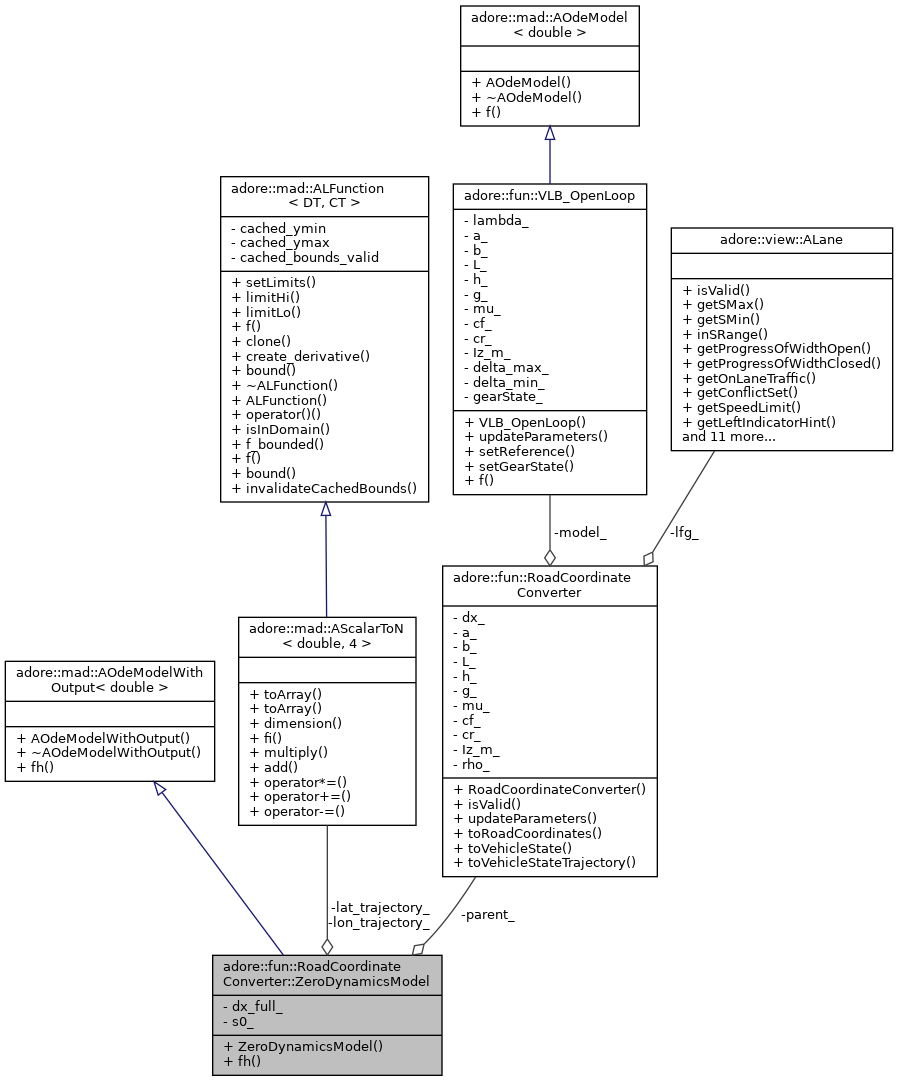 adore::mad::AOdeModel
< double >
+ AOdeModel()
+ ~AOdeModel()
+ f()
adore::mad::ALFunction
< DT, CT >
- cached_ymin
- cached_ymax
- cached_bounds_valid
+ setLimits()
+ limitHi()
+ limitLo()
+ f()
+ clone()
+ create_derivative()
+ bound()
+ ~ALFunction()
+ ALFunction()
+ operator()()
+ isInDomain()
+ f_bounded()
+ f()
+ bound()
+ invalidateCachedBounds()
adore::fun::VLB_OpenLoop
- lambda_
- a_
- b_
- L_
- h_
- g_
- mu_
- cf_
- cr_
- Iz_m_
- delta_max_
- delta_min_
- gearState_
+ VLB_OpenLoop()
+ updateParameters()
+ setReference()
+ setGearState()
+ f()
adore::view::ALane
+ isValid()
+ getSMax()
+ getSMin()
+ inSRange()
+ getProgressOfWidthOpen()
+ getProgressOfWidthClosed()
+ getOnLaneTraffic()
+ getConflictSet()
+ getSpeedLimit()
+ getLeftIndicatorHint()
and 11 more...
-model_
-lfg_
adore::mad::AOdeModelWith
Output< double >
+ AOdeModelWithOutput()
+ ~AOdeModelWithOutput()
+ fh()
adore::mad::AScalarToN
< double, 4 >
+ toArray()
+ toArray()
+ dimension()
+ fi()
+ multiply()
+ add()
+ operator*=()
+ operator+=()
+ operator-=()
adore::fun::RoadCoordinate
Converter
- dx_
- a_
- b_
- L_
- h_
- g_
- mu_
- cf_
- cr_
- Iz_m_
- rho_
+ RoadCoordinateConverter()
+ isValid()
+ updateParameters()
+ toRoadCoordinates()
+ toVehicleState()
+ toVehicleStateTrajectory()
-lat_trajectory_
-lon_trajectory_
-parent_
adore::fun::RoadCoordinate
Converter::ZeroDynamicsModel
- dx_full_
- s0_
+ ZeroDynamicsModel()
+ fh()